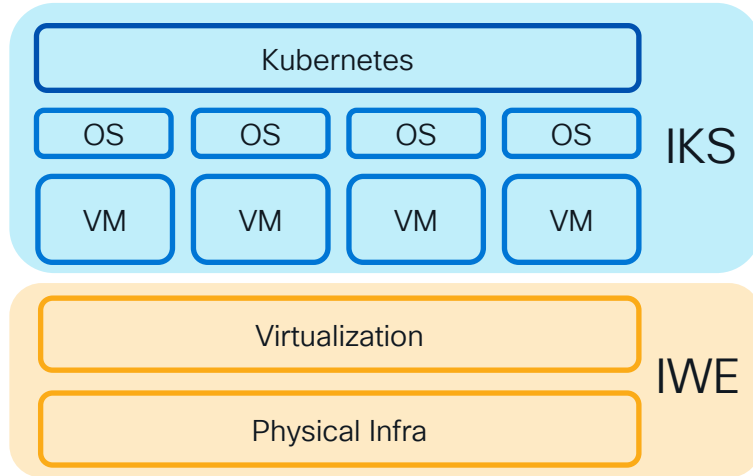 Kubernetes
OS OS OS OS
IKS
VM VM VM VM
Virtualization
IWE
Physical Infra